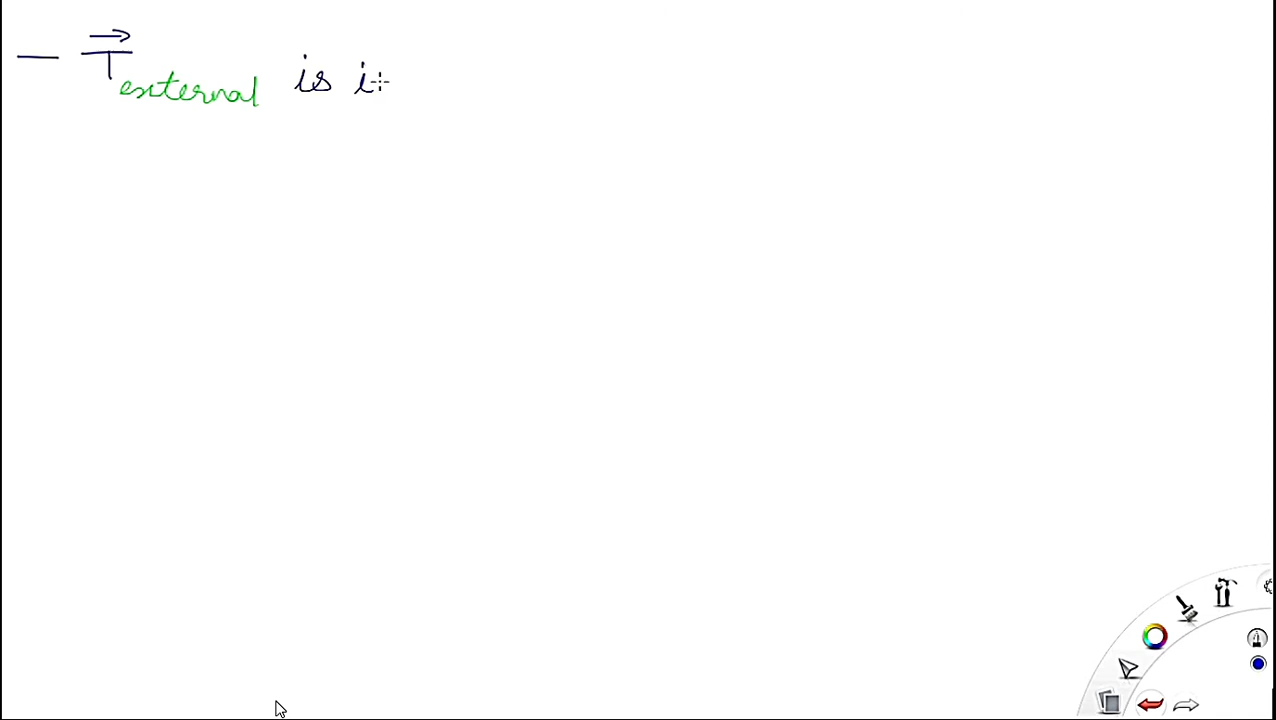 — T⃗ external is i